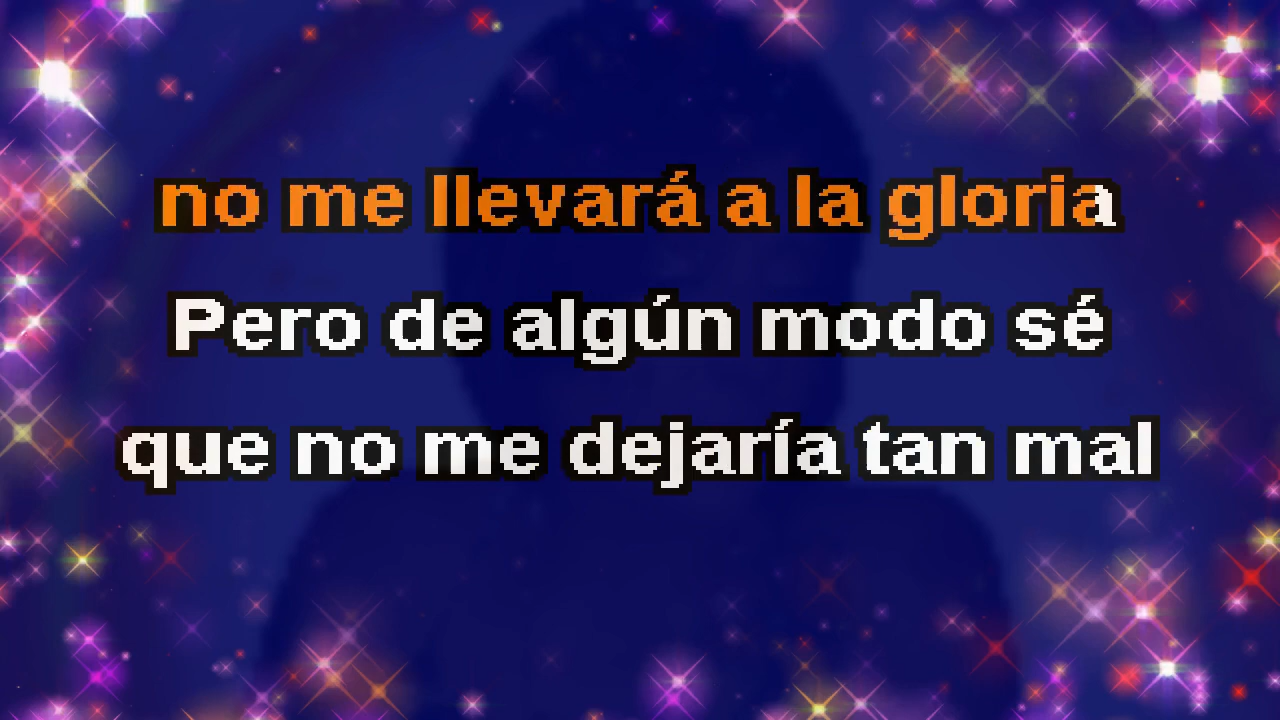 no me llevará a la gloria
Pero de algún modo sé
que no me dejaría tan mal